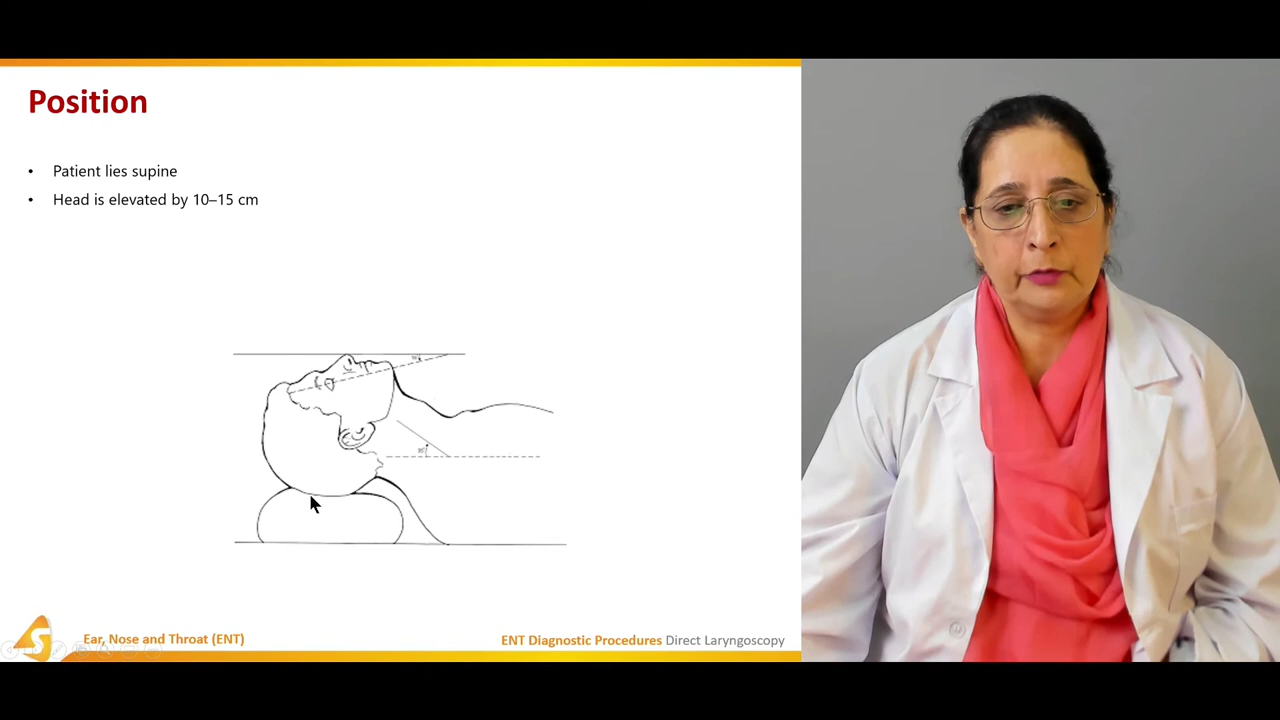 Position
• Patient lies supine
• Head is elevated by 10–15 cm
Ear, Nose and Throat (ENT)
ENT Diagnostic Procedures Direct Laryngoscopy